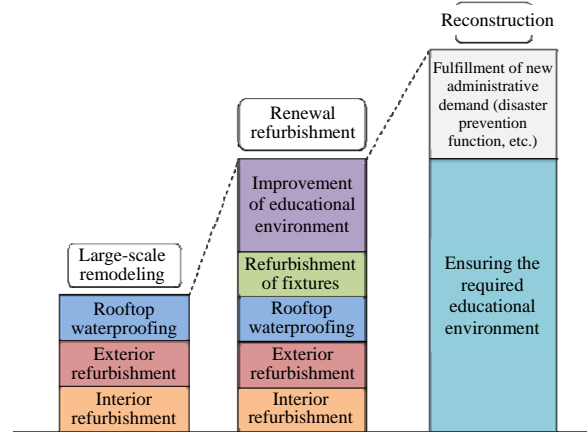 Large-scale
remodeling
Rooftop
waterproofing
Exterior
refurbishment
Interior
refurbishment
Renewal
refurbishment
Improvement
of educational
environment
Refurbishment
of fixtures
Rooftop
waterproofing
Exterior
refurbishment
Interior
refurbishment
Reconstruction
Fulfillment of new
administrative
demand (disaster
prevention
function, etc.)
Ensuring the
required
educational
environment